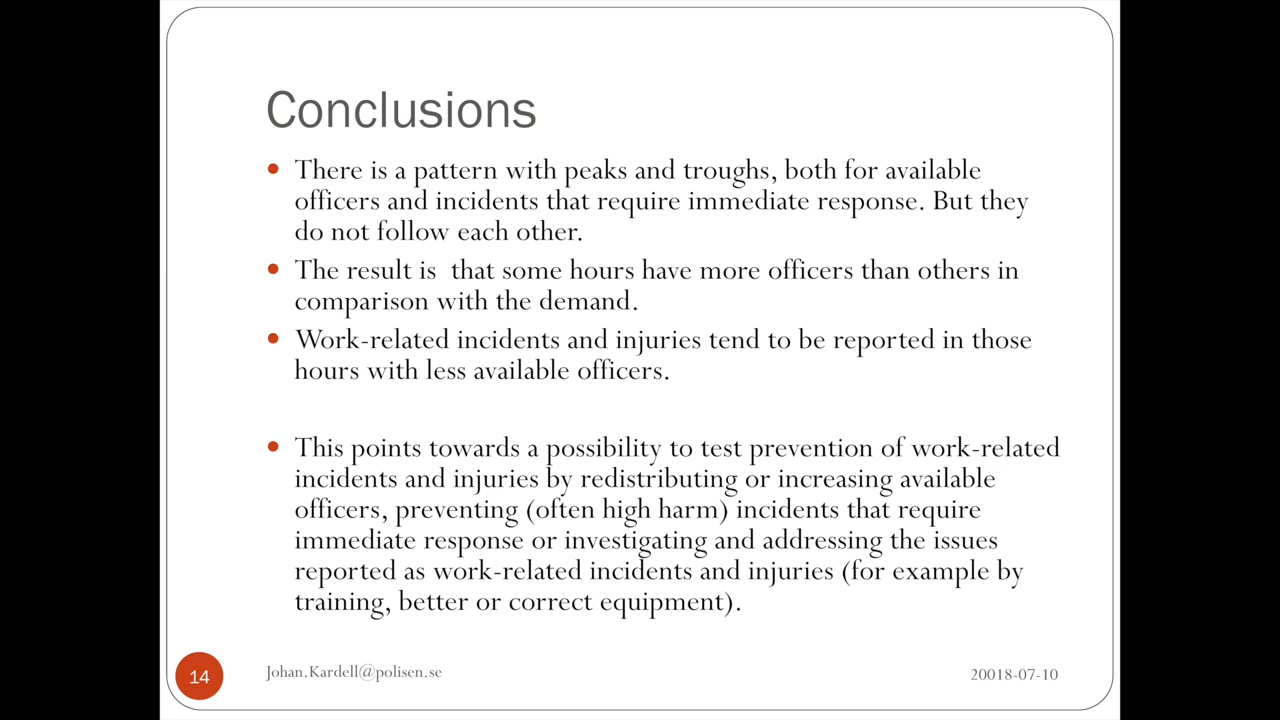 Conclusions
There is a pattern with peaks and troughs, both for available
officers and incidents that require immediate response. But they
do not follow each other.
The result is  that some hours have more officers than others in
comparison with the demand.
Work-related incidents and injuries tend to be reported in those
hours with less available officers.
This points towards a possibility to test prevention of work-related
incidents and injuries by redistributing or increasing available
officers, preventing (often high harm) incidents that require
immediate response or investigating and addressing the issues
reported as work-related incidents and injuries (for example by
training, better or correct equipment).
14
Johan.Kardell@polisen.se
20018-07-10